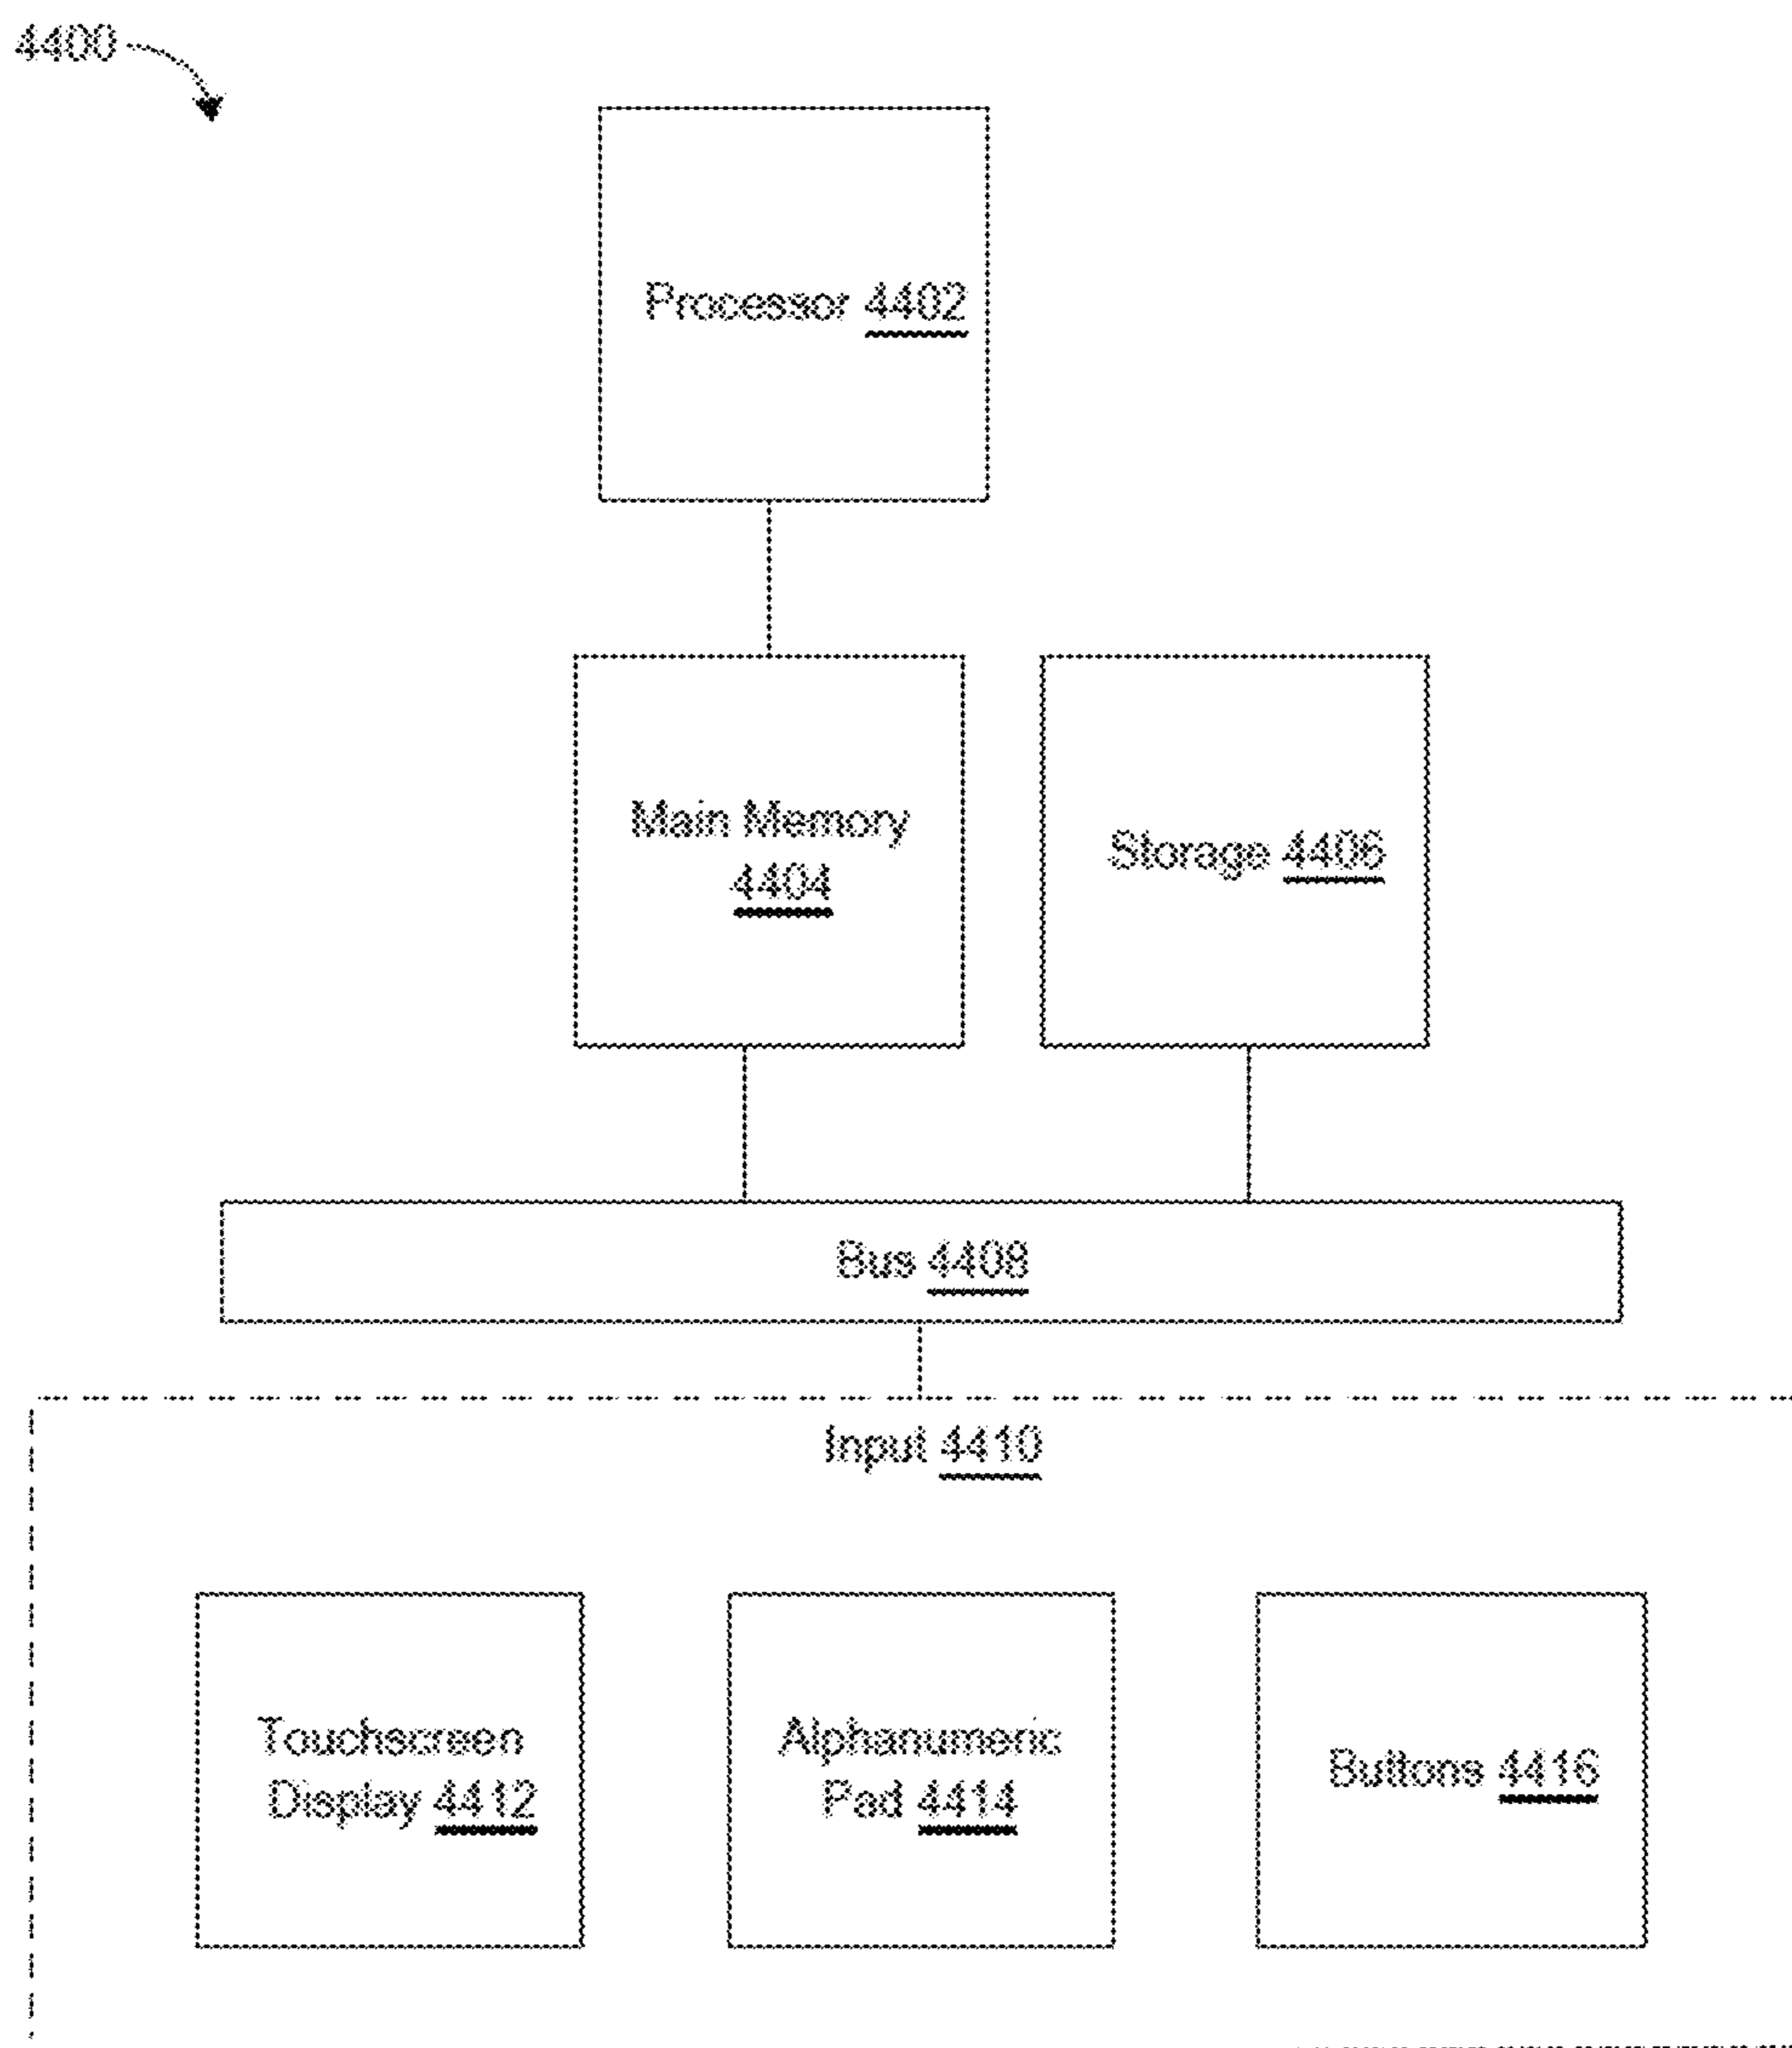 4400
Processor 4402
Main Memory
4404
Storage 4406
Bus 4408
Input 4410
Touchscreen
Display 4412
Alphanumeric
Pad 4414
Buttons 4416